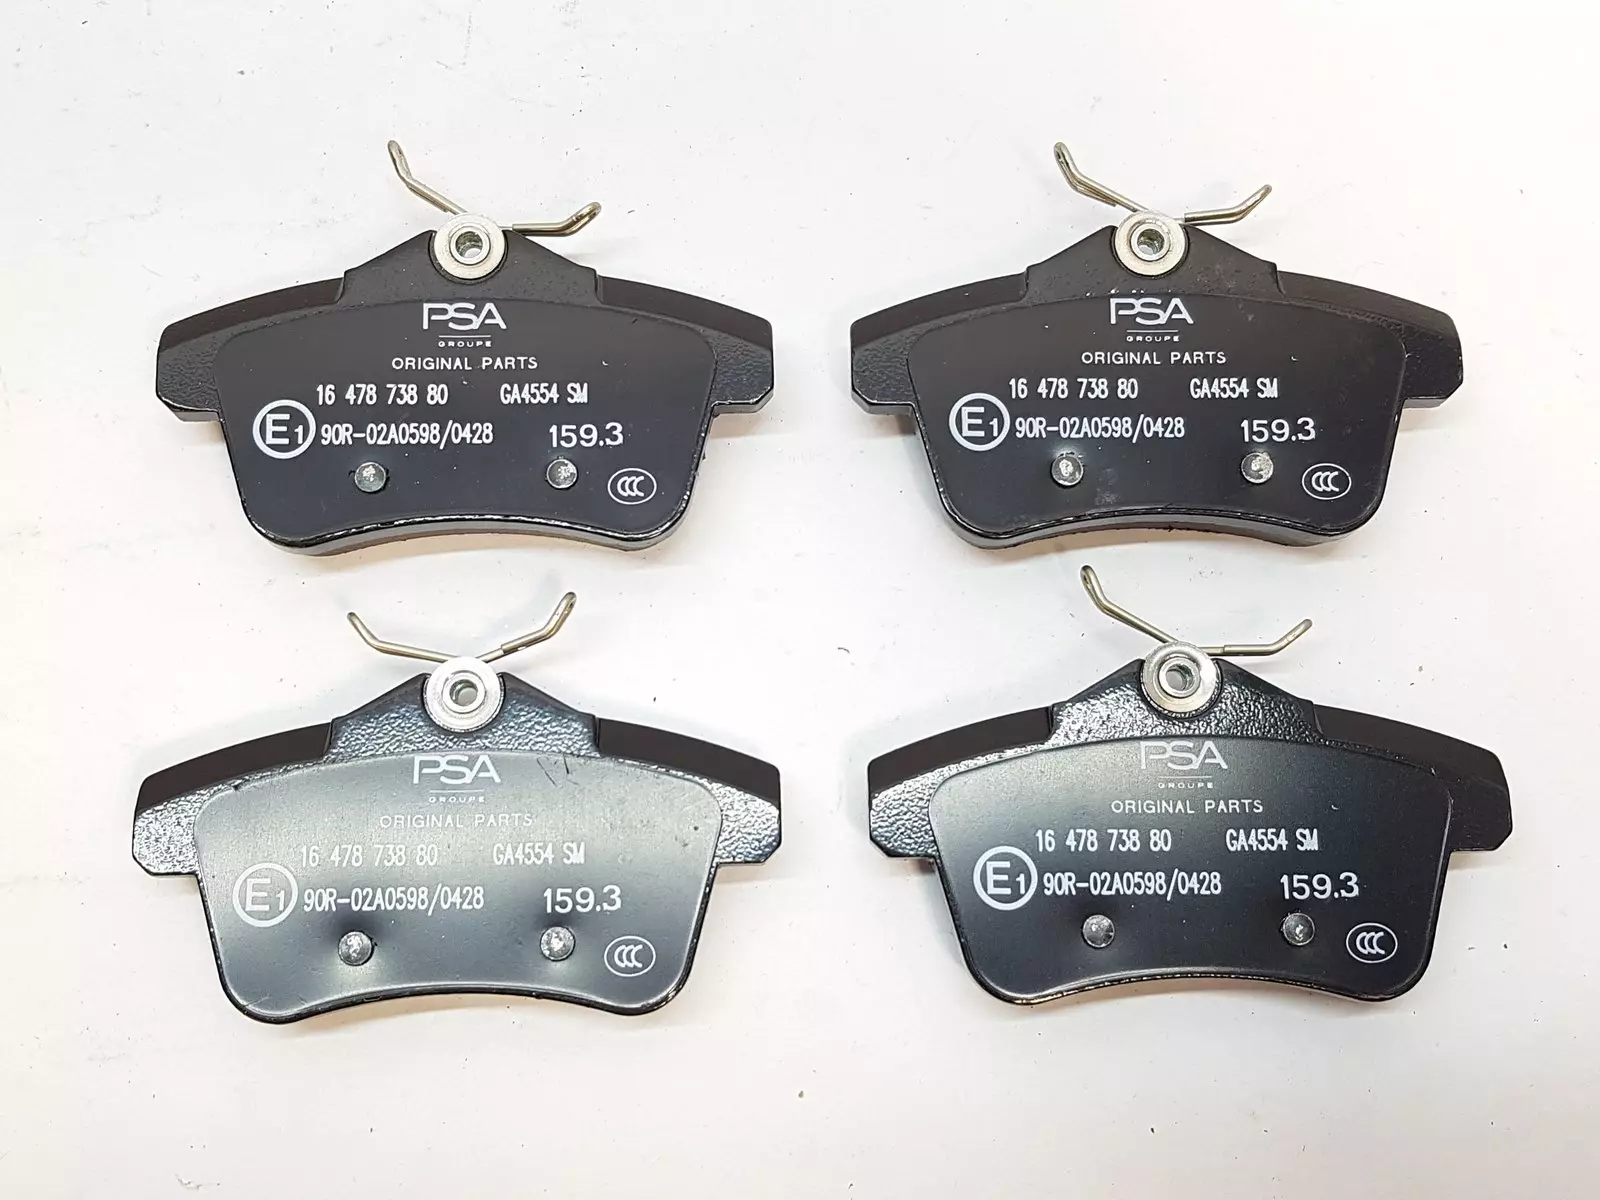 PSA
GROUPE
ORIGINAL PARTS
16 478 738 80 GA4554 SM
E1 90R-02A0598/0428 159.3
CCC
PSA
GROUPE
ORIGINAL PARTS
16 478 738 80 GA4554 SM
E1 90R-02A0598/0428 159.3
CCC
PSA
GROUPE
ORIGINAL PARTS
16 478 738 80 GA4554 SM
E1 90R-02A0598/0428 159.3
CCC
PSA
GROUPE
ORIGINAL PARTS
16 478 738 80 GA4554 SM
E1 90R-02A0598/0428 159.3
CCC